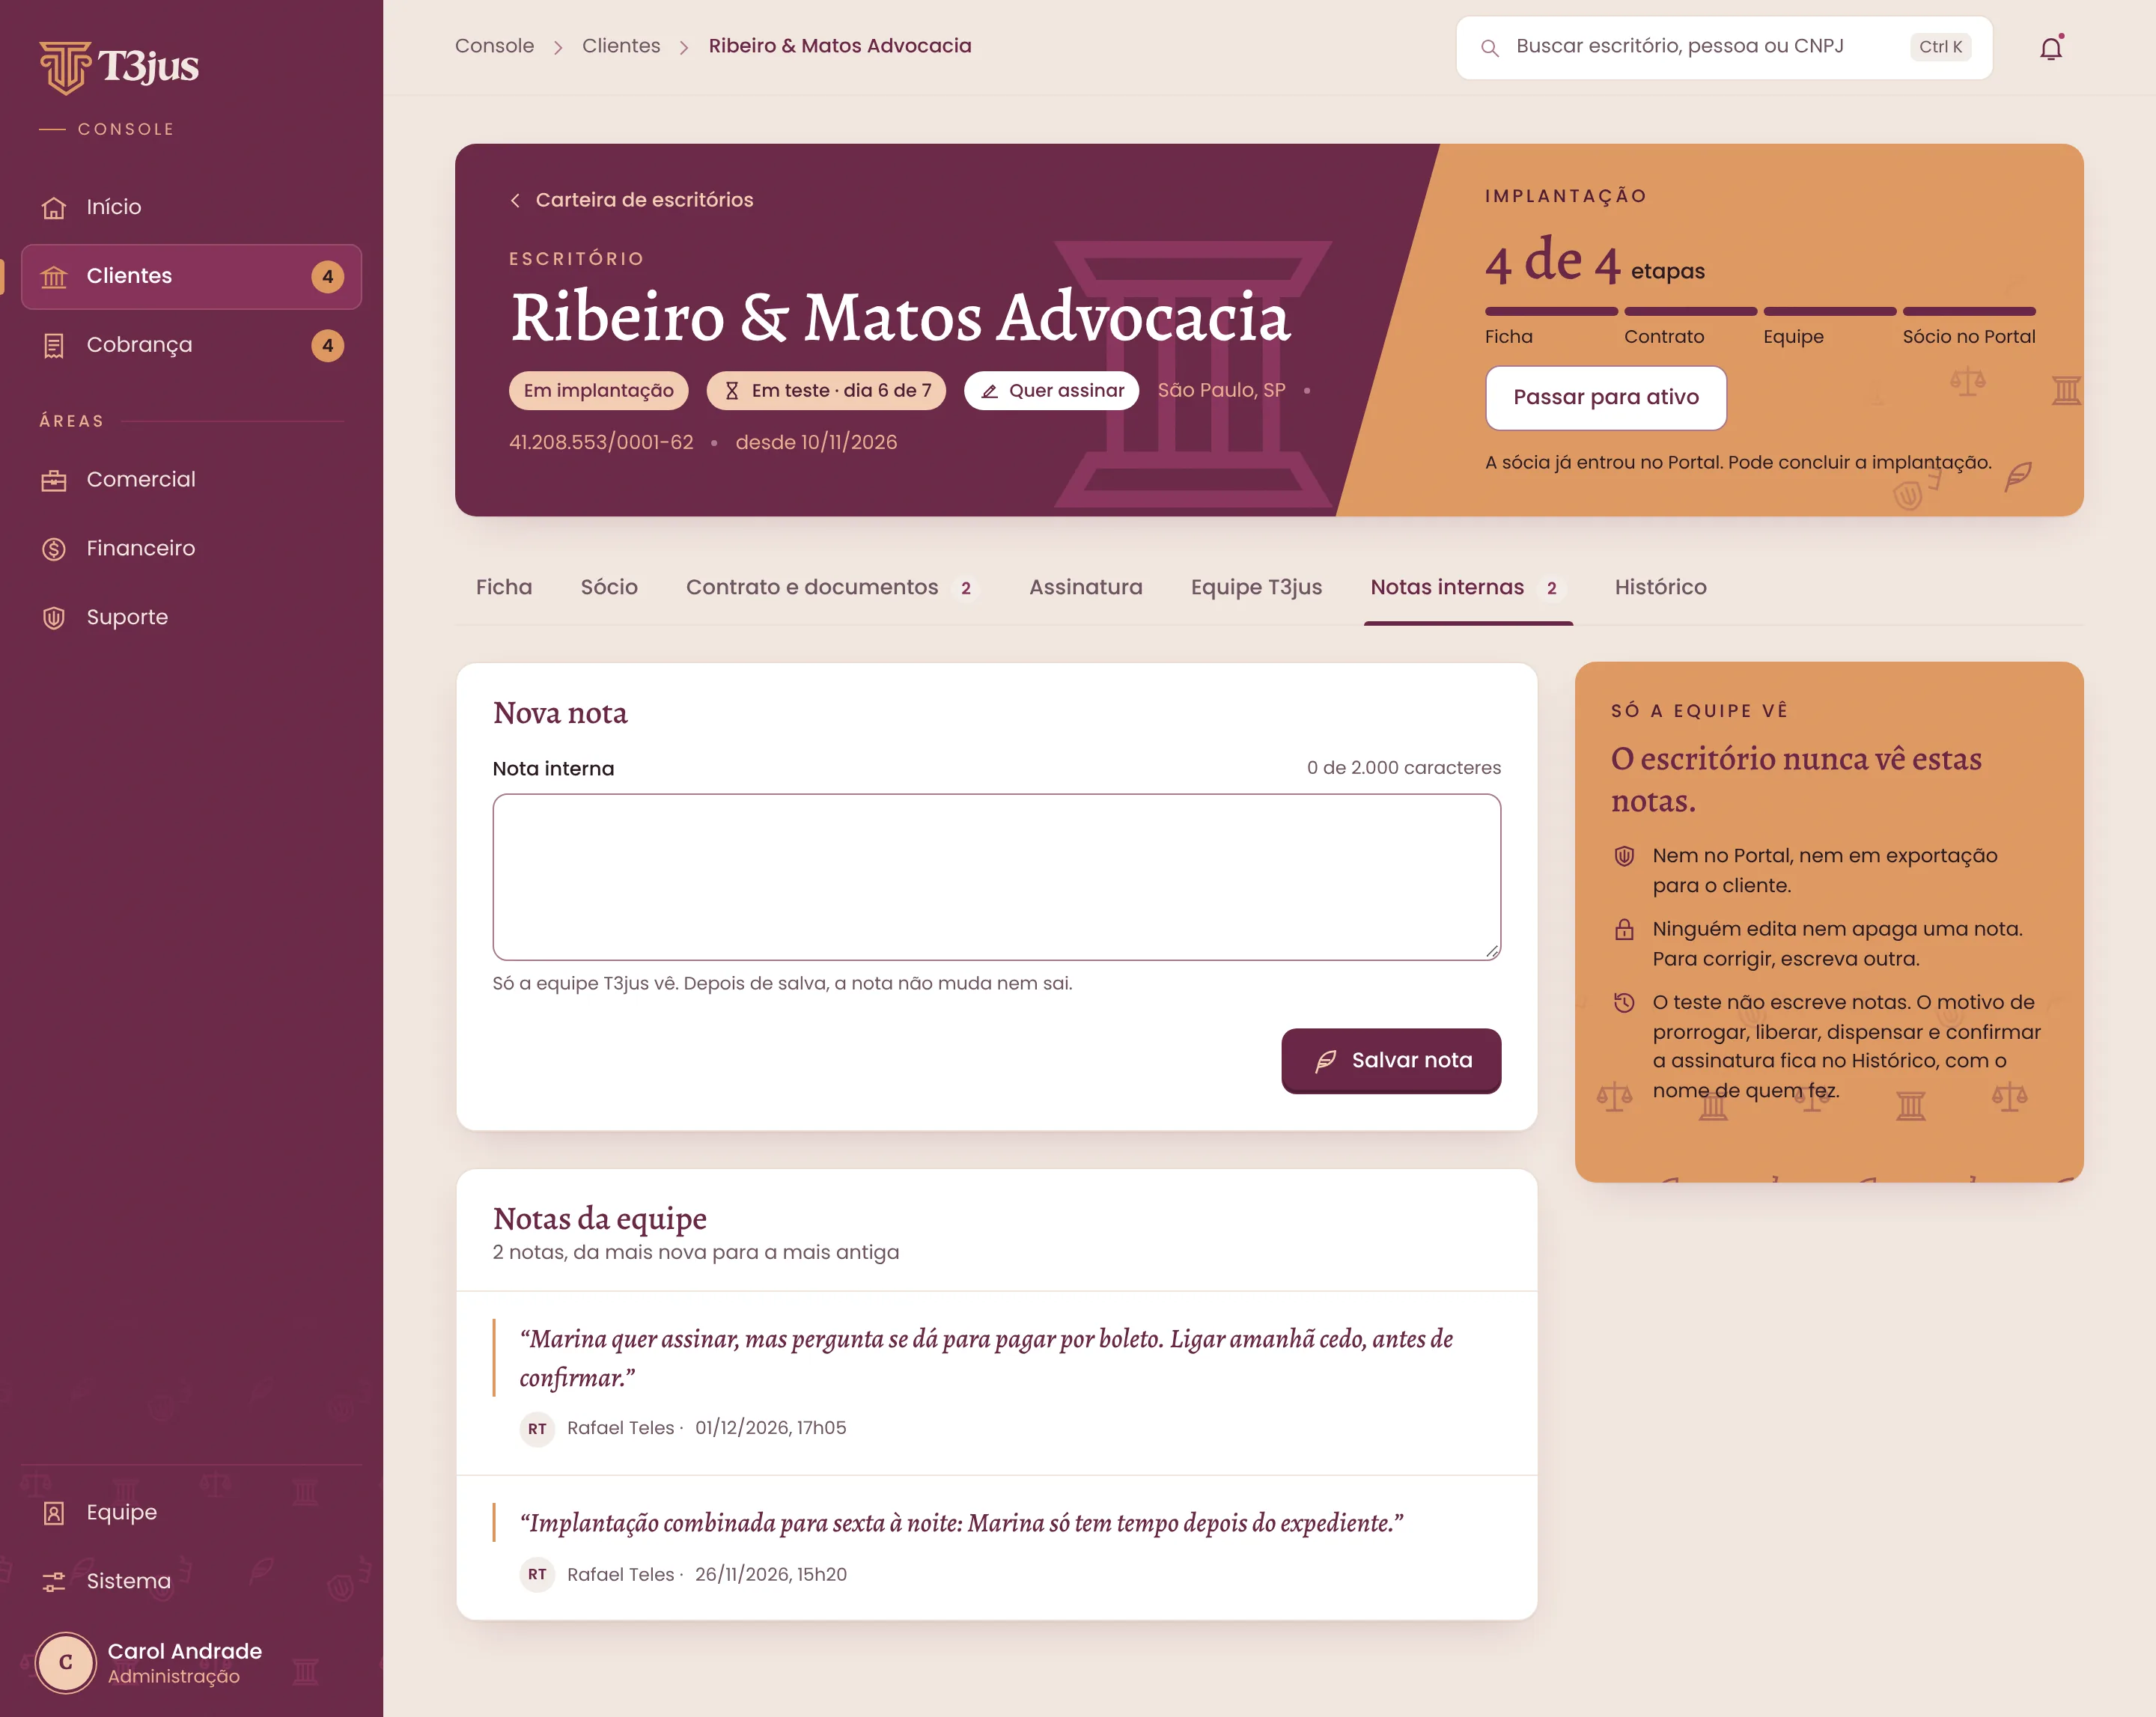 T3jus
CONSOLE
Início
Clientes
4
Cobrança
4
ÁREAS
Comercial
Financeiro
Suporte
Equipe
Sistema
C
Carol Andrade
Administração
Console
Clientes
Ribeiro & Matos Advocacia
Buscar escritório, pessoa ou CNPJ
Ctrl K
Carteira de escritórios
ESCRITÓRIO
Ribeiro & Matos Advocacia
Em implantação
Em teste · dia 6 de 7
Quer assinar
São Paulo, SP •
41.208.553/0001-62 • desde 10/11/2026
IMPLANTAÇÃO
4 de 4 etapas
Ficha
Contrato
Equipe
Sócio no Portal
Passar para ativo
A sócia já entrou no Portal. Pode concluir a implantação.
Ficha
Sócio
Contrato e documentos 2
Assinatura
Equipe T3jus
Notas internas 2
Histórico
Nova nota
Nota interna
0 de 2.000 caracteres
Só a equipe T3jus vê. Depois de salva, a nota não muda nem sai.
Salvar nota
Notas da equipe
2 notas, da mais nova para a mais antiga
“Marina quer assinar, mas pergunta se dá para pagar por boleto. Ligar amanhã cedo, antes de
confirmar.”
RT
Rafael Teles · 01/12/2026, 17h05
“Implantação combinada para sexta à noite: Marina só tem tempo depois do expediente.”
RT
Rafael Teles · 26/11/2026, 15h20
SÓ A EQUIPE VÊ
O escritório nunca vê estas
notas.
Nem no Portal, nem em exportação
para o cliente.
Ninguém edita nem apaga uma nota.
Para corrigir, escreva outra.
O teste não escreve notas. O motivo de
prorrogar, liberar, dispensar e confirmar
a assinatura fica no Histórico, com o
nome de quem fez.